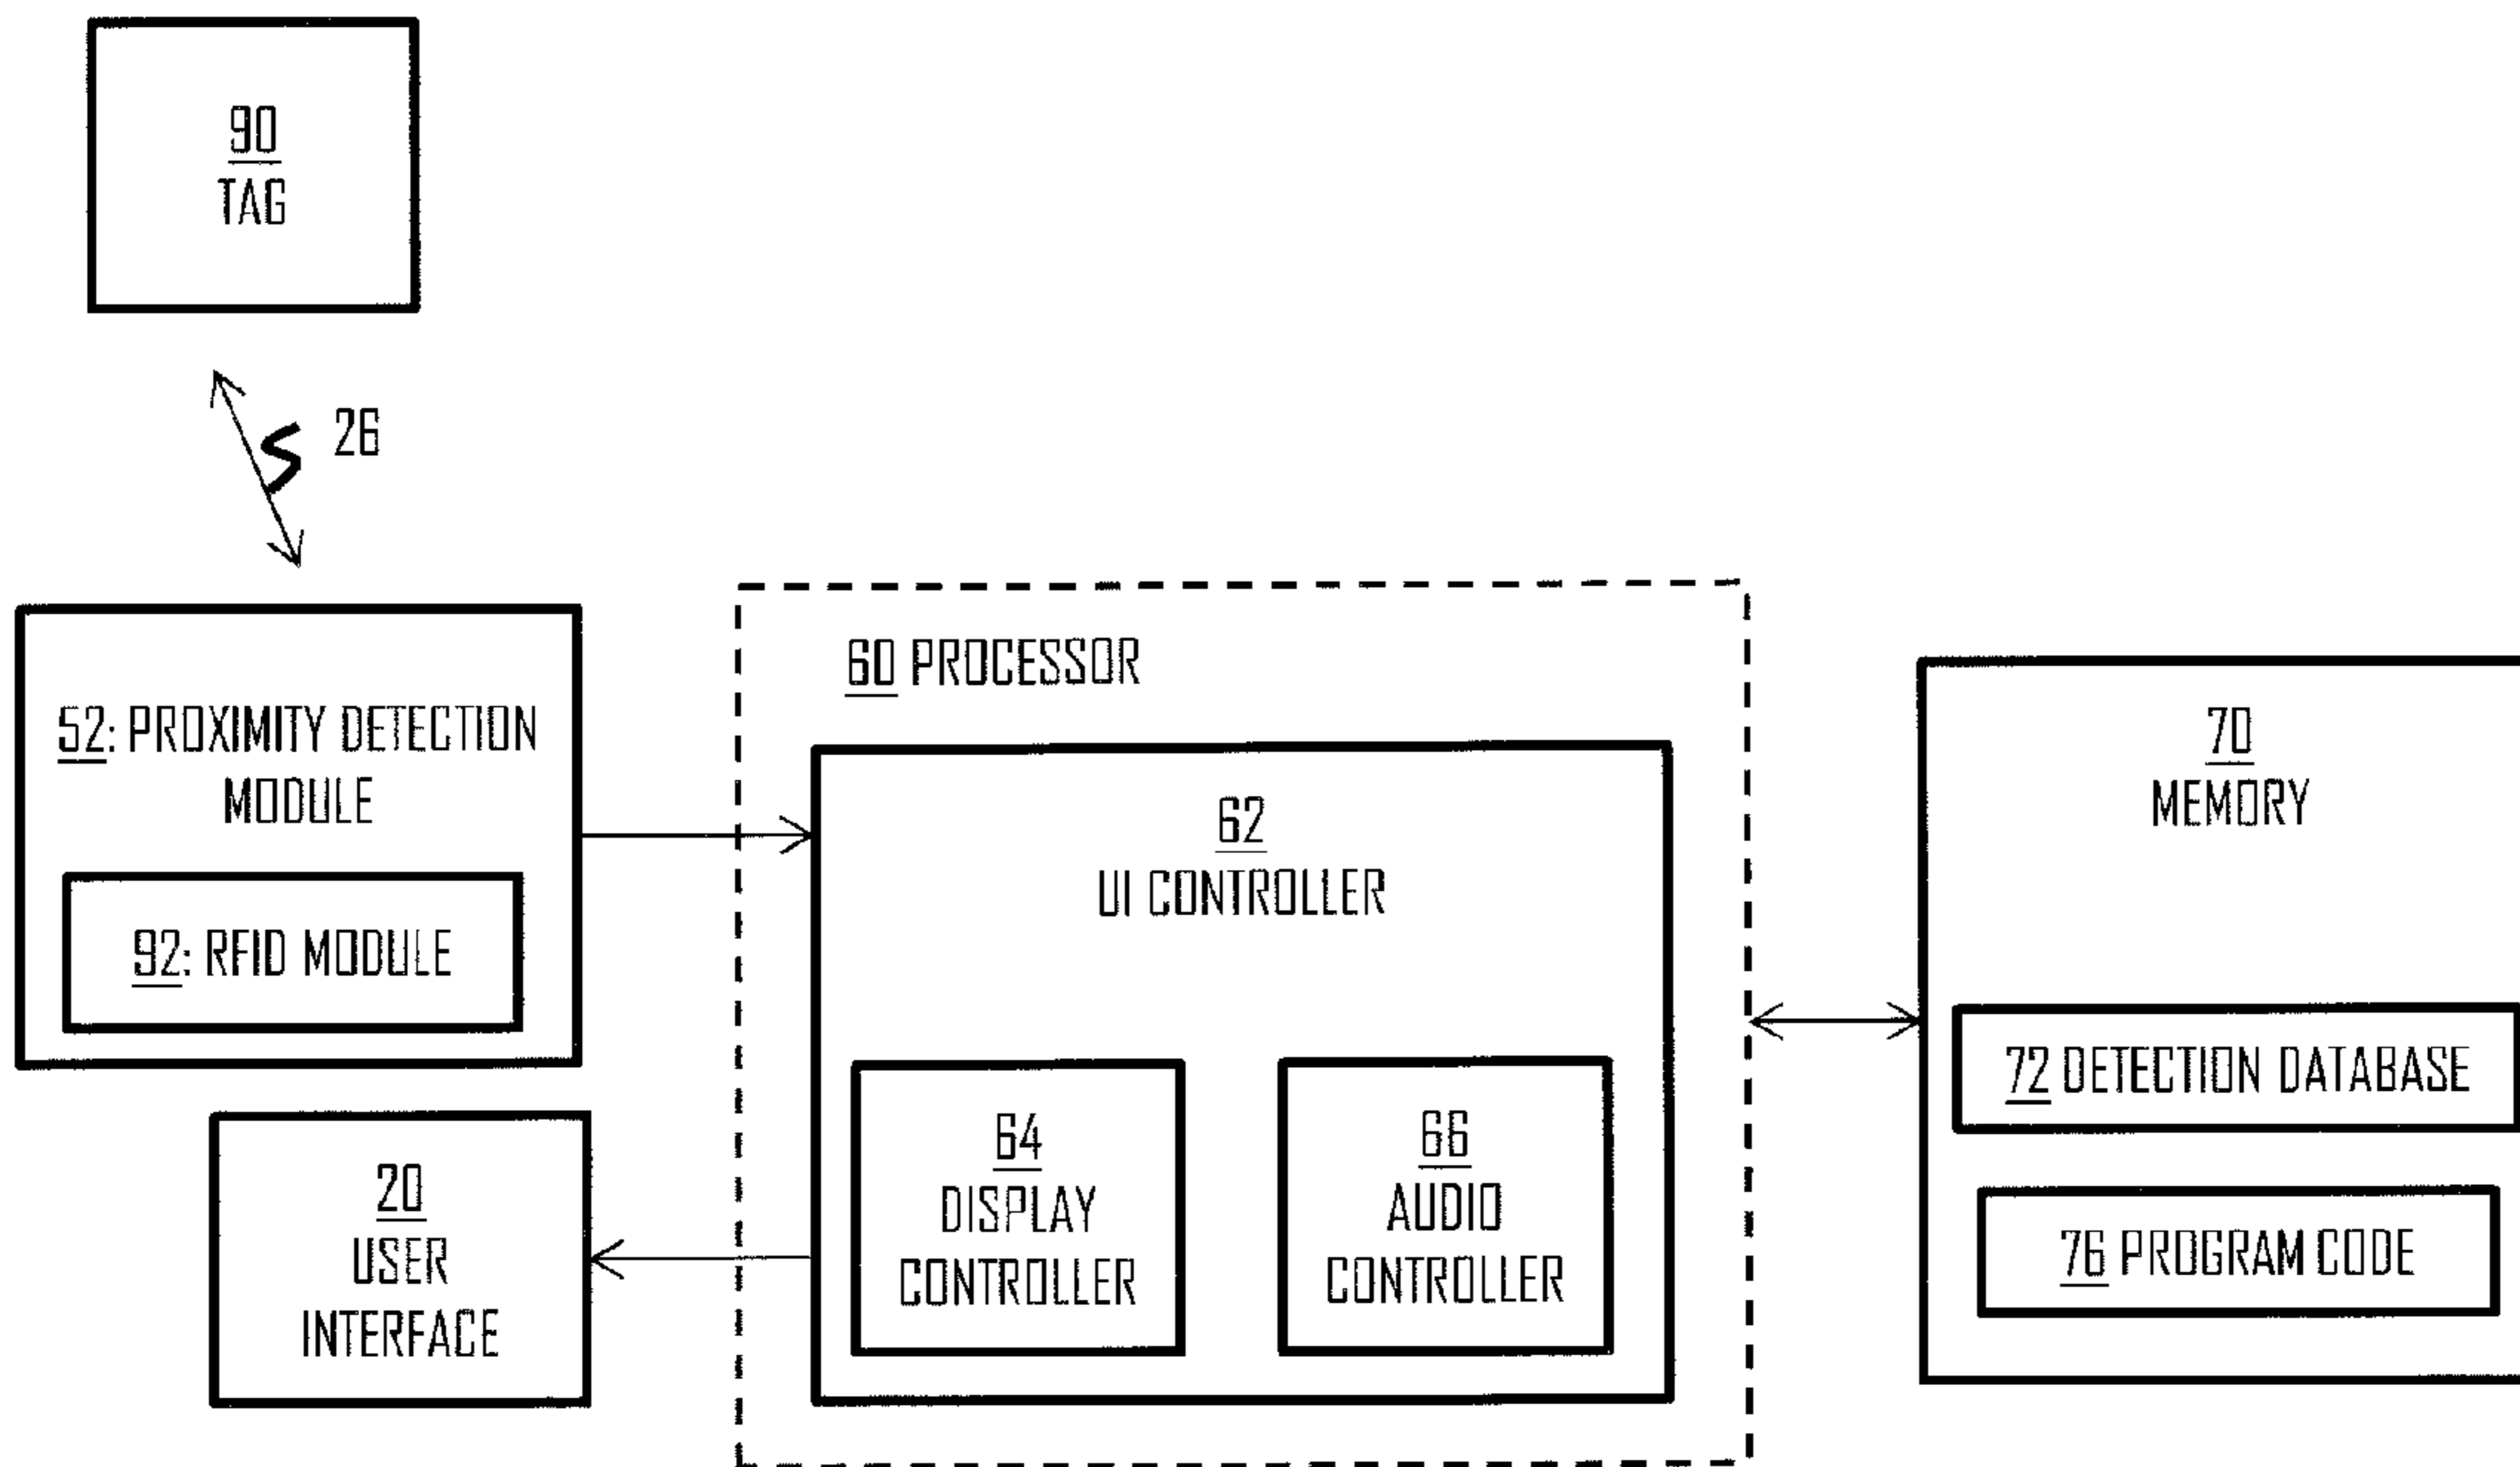 90
TAG
26
52: PROXIMITY DETECTION
MODULE
92: RFID MODULE
20
USER
INTERFACE
60 PROCESSOR
62
UI CONTROLLER
64
DISPLAY
CONTROLLER
66
AUDIO
CONTROLLER
70
MEMORY
72 DETECTION DATABASE
76 PROGRAM CODE